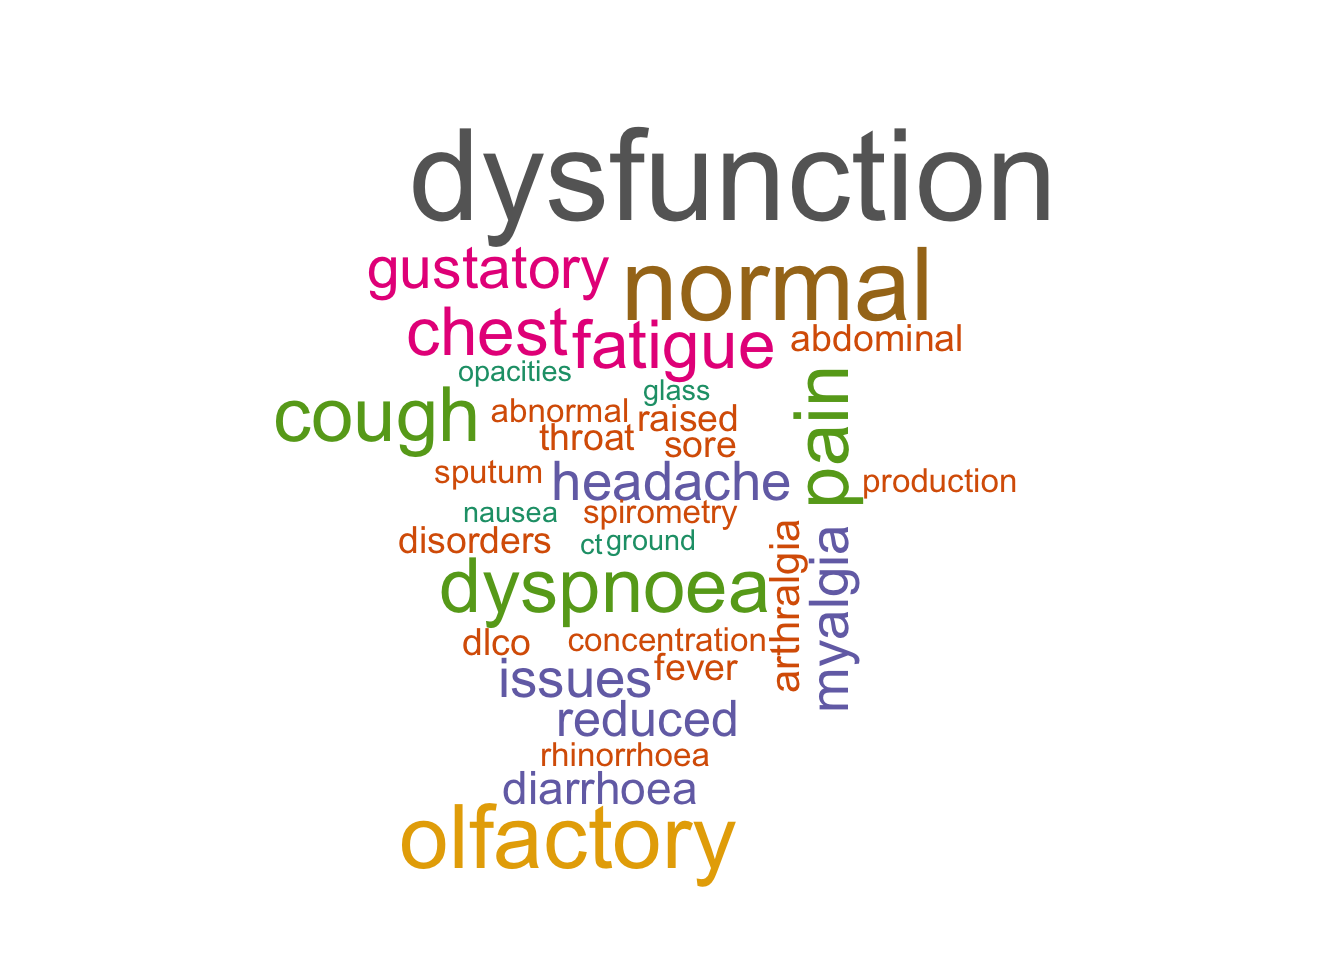 dysfunction
gustatory
normal
chest
fatigue
abdominal
opacities
glass
cough
abnormal
raised
pain
throat
sore
sputum
headache
production
nausea
spirometry
disorders
ct
ground
dyspnoea
arthralgia
myalgia
dlco
concentration
issues
fever
reduced
rhinorrhoea
diarrhoea
olfactory